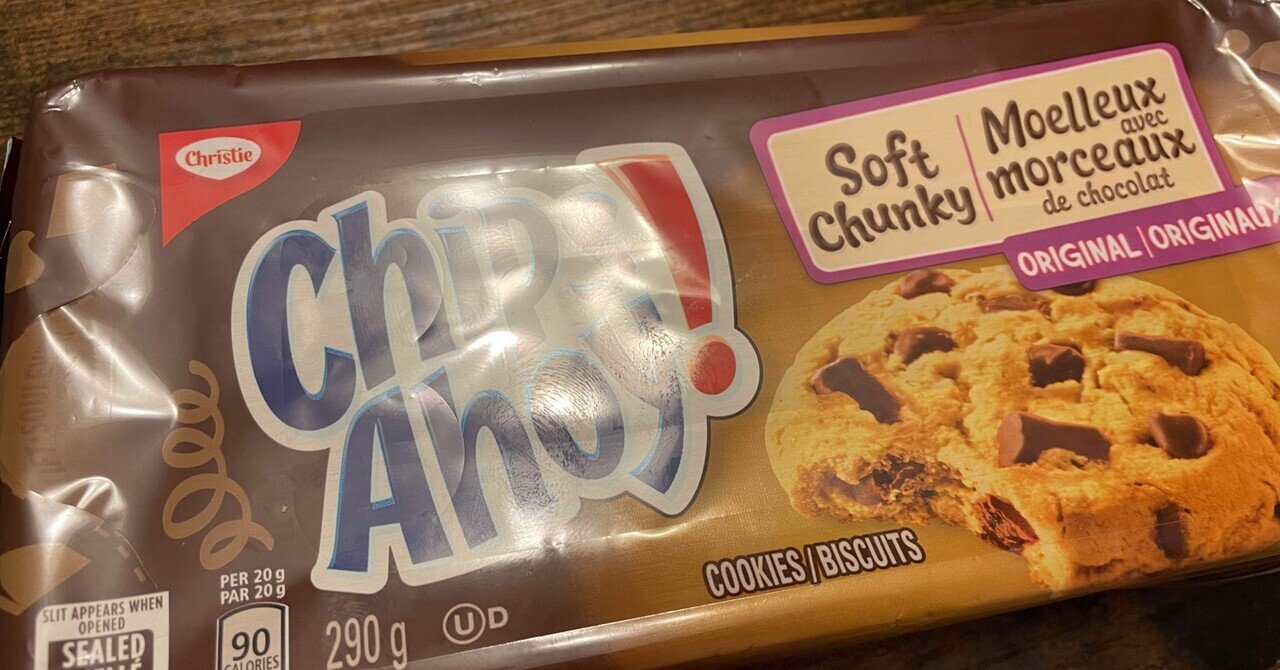 Christie
Chips
Ahoy!
Soft
Chunky
Moelleux
avec
morceaux
de chocolat
ORIGINAL | ORIGINAUX
COOKIES / BISCUITS
PER 20 g
PAR 20 g
90
CALORIES
290 g
U D
SLIT APPEARS WHEN
OPENED
SEALED